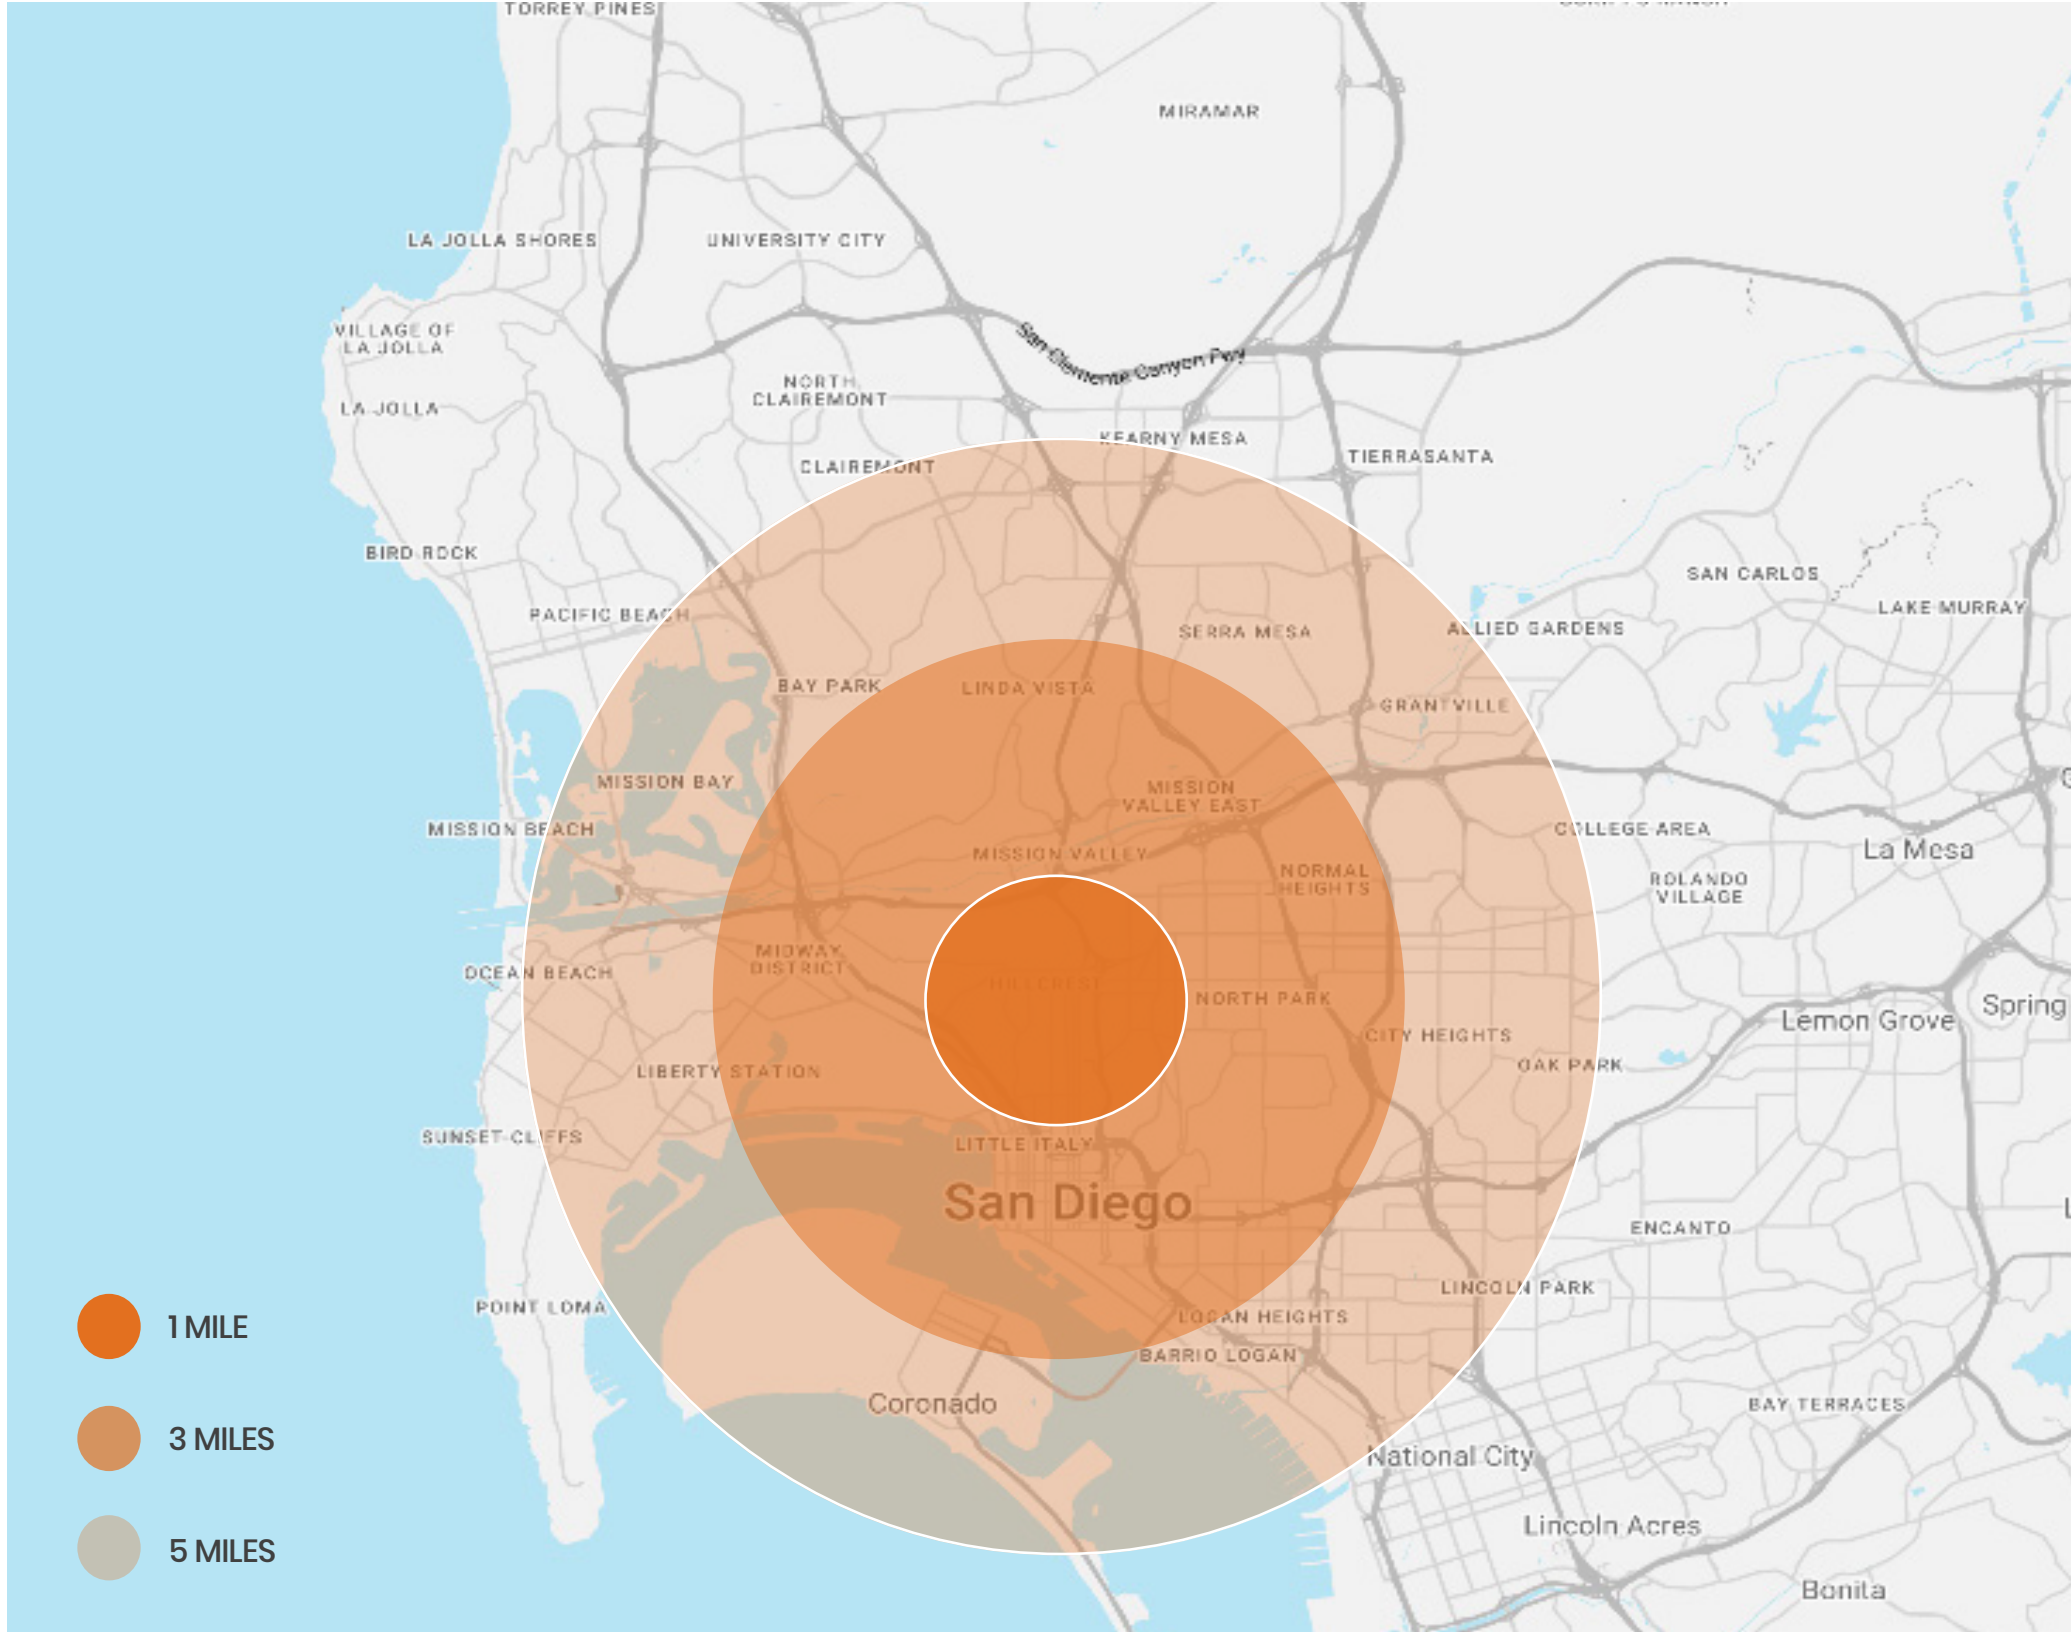 TORREY PINES
MIRAMAR
LA JOLLA SHORES
UNIVERSITY CITY
VILLAGE OF
LA JOLLA
San Clemente Canyon Fwy
NORTH
CLAIREMONT
LA JOLLA
KEARNY MESA
CLAIREMONT
TIERRASANTA
BIRD ROCK
SAN CARLOS
LAKE MURRAY
PACIFIC BEACH
SERRA MESA
ALLIED GARDENS
BAY PARK
LINDA VISTA
GRANTVILLE
MISSION BAY
MISSION
VALLEY EAST
MISSION BEACH
COLLEGE AREA
La Mesa
MISSION VALLEY
NORMAL
HEIGHTS
ROLANDO
VILLAGE
MIDWAY
DISTRICT
OCEAN BEACH
HILLCREST
NORTH PARK
Spring
Lemon Grove
CITY HEIGHTS
OAK PARK
LIBERTY STATION
SUNSET CLIFFS
LITTLE ITALY
San Diego
ENCANTO
LINCOLN PARK
POINT LOMA
LOGAN HEIGHTS
BARRIO LOGAN
Coronado
BAY TERRACES
National City
Lincoln Acres
Bonita
1 MILE
3 MILES
5 MILES